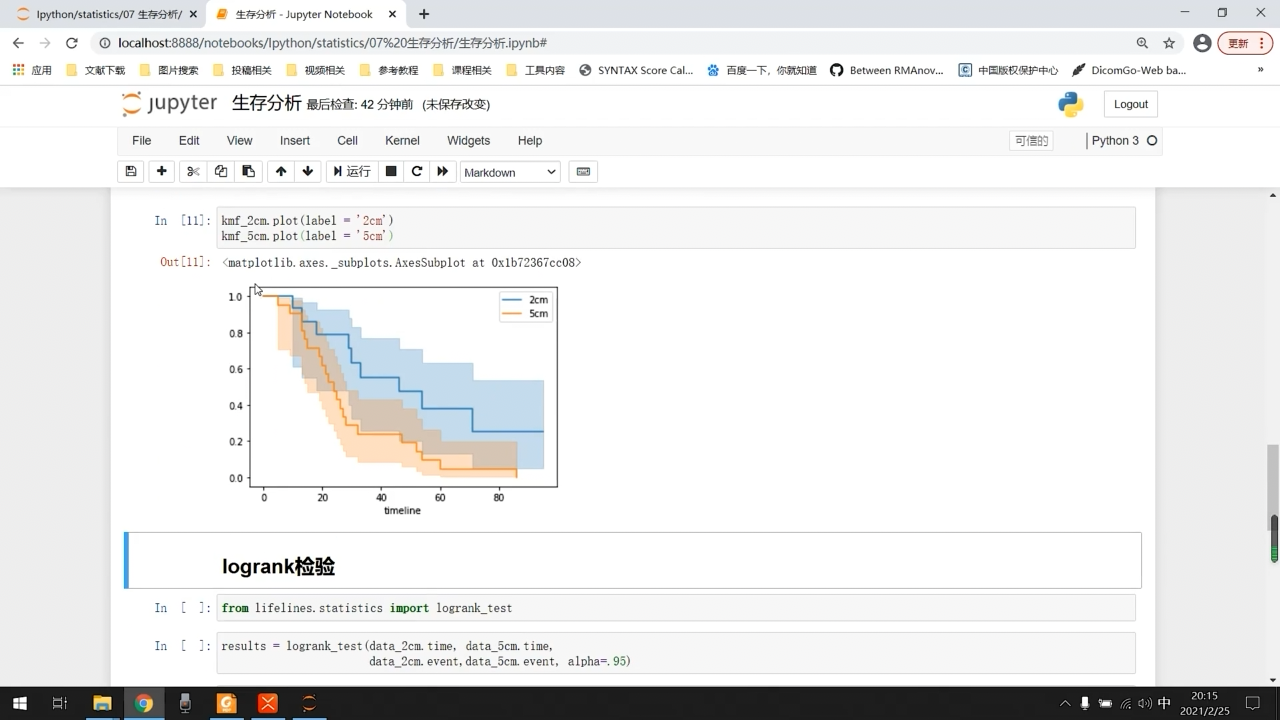 Ipython/statistics/07 生存分析/
生存分析 - Jupyter Notebook
localhost:8888/notebooks/Ipython/statistics/07%20生存分析/生存分析.ipynb#
更新
应用 文献下载 图片搜索 投稿相关 视频相关 参考教程 课程相关 工具内容 SYNTAX Score Cal... 百度一下，你就知道 Between RMAnov... 中国版权保护中心 DicomGo-Web ba... »
jupyter 生存分析 最后检查: 42 分钟前 (未保存改变)
Logout
File Edit View Insert Cell Kernel Widgets Help
可信的 Python 3
运行 Markdown
In [11]: kmf_2cm.plot(label = '2cm')
kmf_5cm.plot(label = '5cm')
Out[11]: <matplotlib.axes._subplots.AxesSubplot at 0x1b72367cc08>
2cm
5cm
1.0
0.8
0.6
0.4
0.2
0.0
0 20 40 60 80
timeline
logrank检验
In [ ]: from lifelines.statistics import logrank_test
In [ ]: results = logrank_test(data_2cm.time, data_5cm.time,
data_2cm.event,data_5cm.event, alpha=.95)
中
20:15
2021/2/25